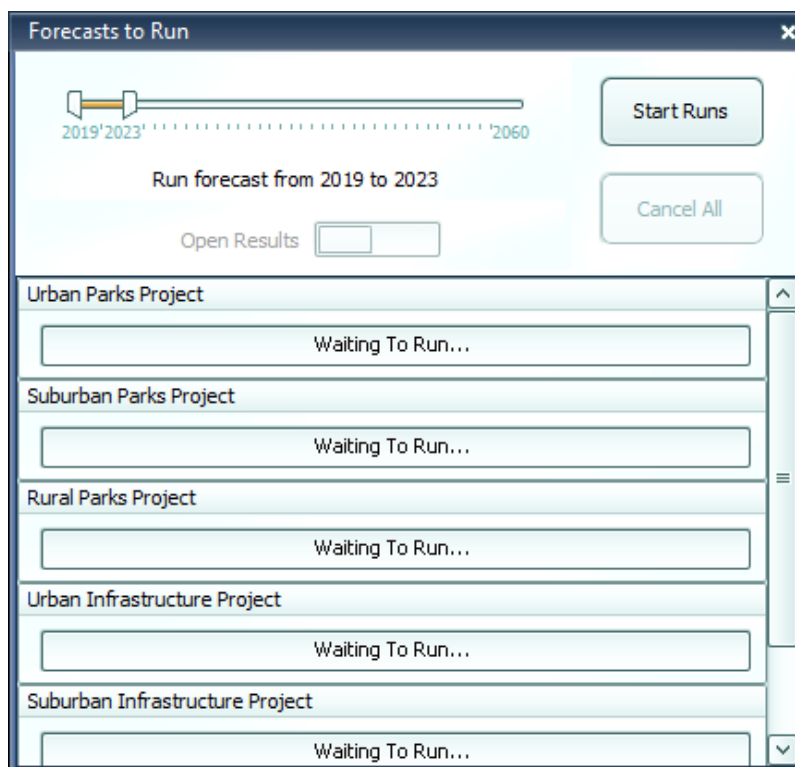 Forecasts to Run
2019'2023 2060
Start Runs
Run forecast from 2019 to 2023
Cancel All
Open Results
Urban Parks Project
Waiting To Run...
Suburban Parks Project
Waiting To Run...
Rural Parks Project
Waiting To Run...
Urban Infrastructure Project
Waiting To Run...
Suburban Infrastructure Project
Waiting To Run...